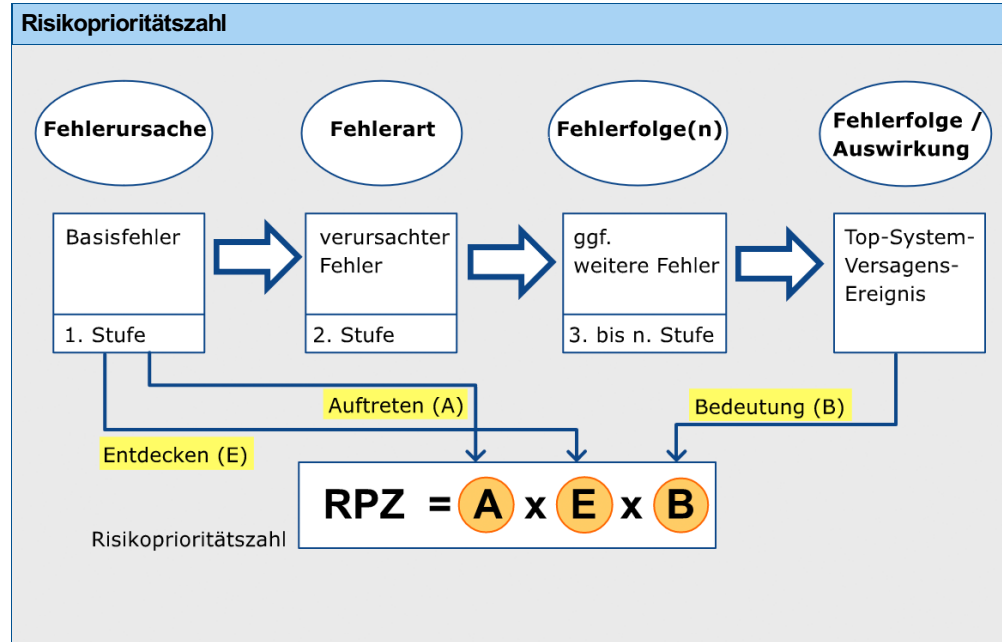 Risikoprioritätszahl
Fehlerursache
Fehlerart
Fehlerfolge(n)
Fehlerfolge /
Auswirkung
Basisfehler
1. Stufe
verursachter
Fehler
2. Stufe
ggf.
weitere Fehler
3. bis n. Stufe
Top-System-
Versagens-
Ereignis
Auftreten (A)
Bedeutung (B)
Entdecken (E)
RPZ = A x E x B
Risikoprioritätszahl